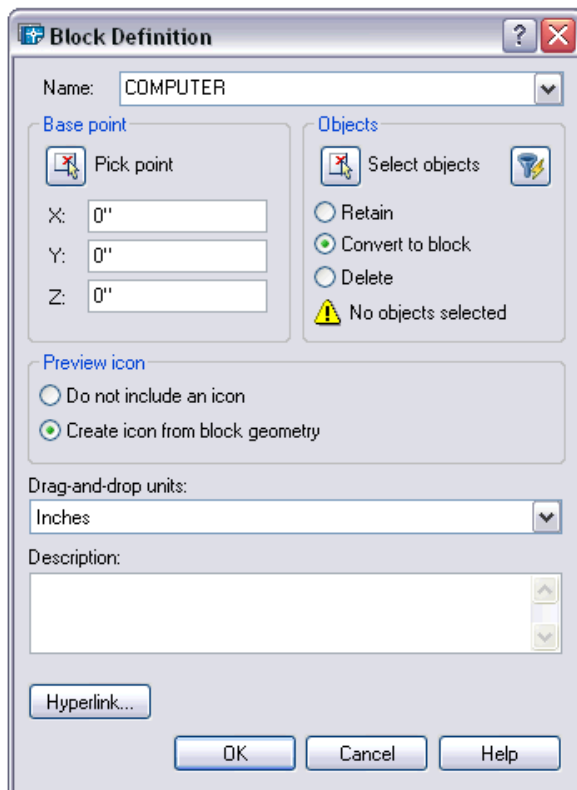 Block Definition
Name: COMPUTER
Base point
Pick point
X: 0"
Y: 0"
Z: 0"
Objects
Select objects
Retain
Convert to block
Delete
No objects selected
Preview icon
Do not include an icon
Create icon from block geometry
Drag-and-drop units:
Inches
Description:
Hyperlink...
OK Cancel Help